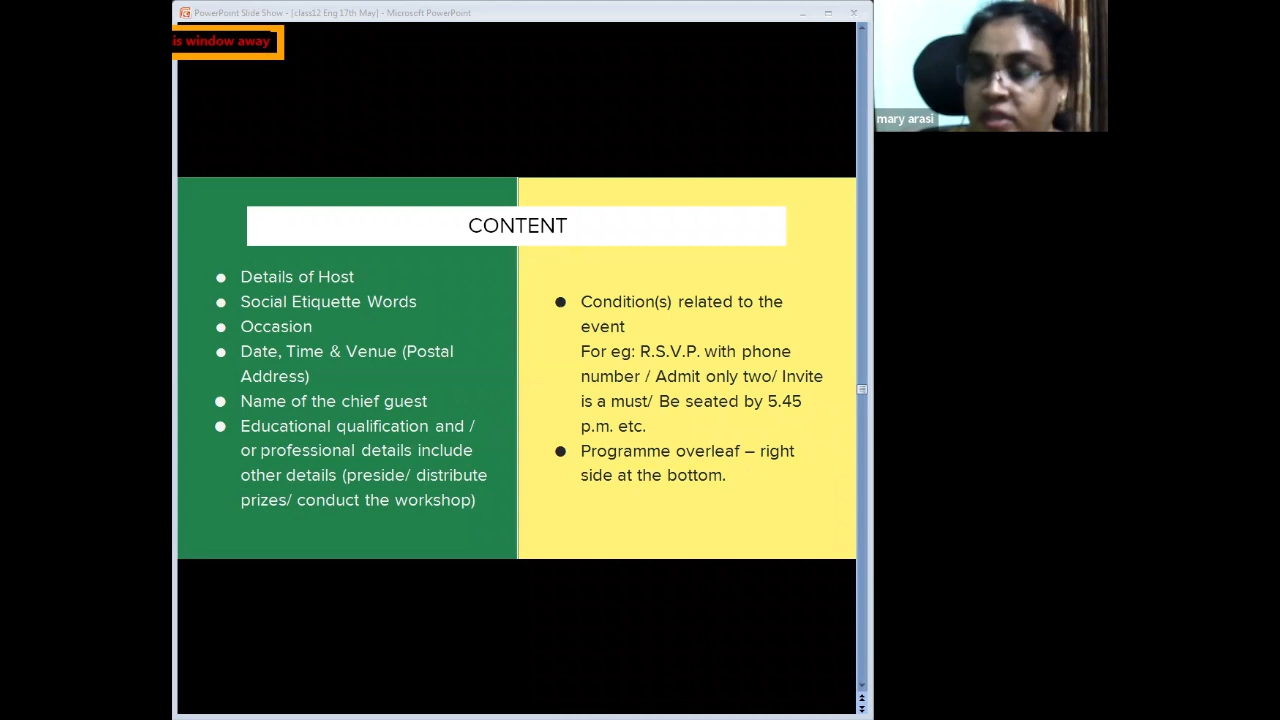 PowerPoint Slide Show - [class12 Eng 17th May] - Microsoft PowerPoint
is window away
mary arasi
CONTENT
● Details of Host
● Social Etiquette Words
● Occasion
● Date, Time & Venue (Postal
Address)
● Name of the chief guest
● Educational qualification and /
or professional details include
other details (preside/ distribute
prizes/ conduct the workshop)
● Condition(s) related to the
event
For eg: R.S.V.P. with phone
number / Admit only two/ Invite
is a must/ Be seated by 5.45
p.m. etc.
● Programme overleaf – right
side at the bottom.